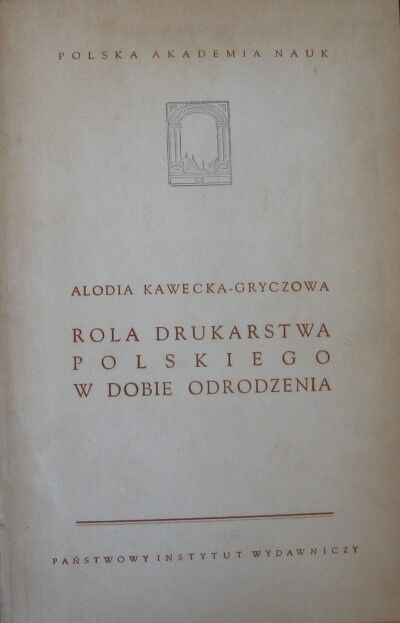 POLSKA AKADEMIA NAUK
ALODIA KAWECKA-GRYCZOWA
ROLA DRUKARSTWA
POLSKIEGO
W DOBIE ODRODZENIA
PAŃSTWOWY INSTYTUT WYDAWNICZY